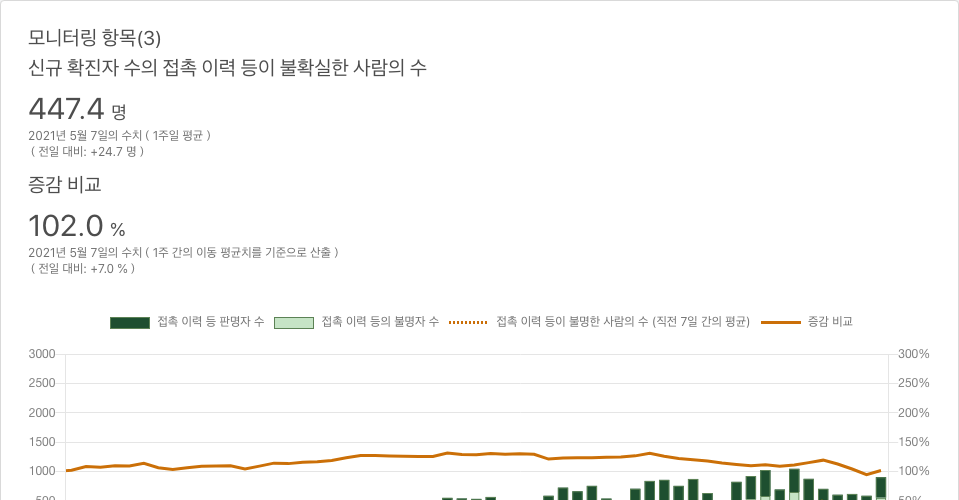 모니터링 항목(3)
신규 확진자 수의 접촉 이력 등이 불확실한 사람의 수
447.4 명
2021년 5월 7일의 수치 ( 1주일 평균 )
( 전일 대비: +24.7 명 )
증감 비교
102.0 %
2021년 5월 7일의 수치 ( 1주 간의 이동 평균치를 기준으로 산출 )
( 전일 대비: +7.0 % )
접촉 이력 등 판명자 수 접촉 이력 등의 불명자 수 접촉 이력 등이 불명한 사람의 수 (직전 7일 간의 평균) 증감 비교
3000 300%
2500 250%
2000 200%
1500 150%
1000 100%
500 50%